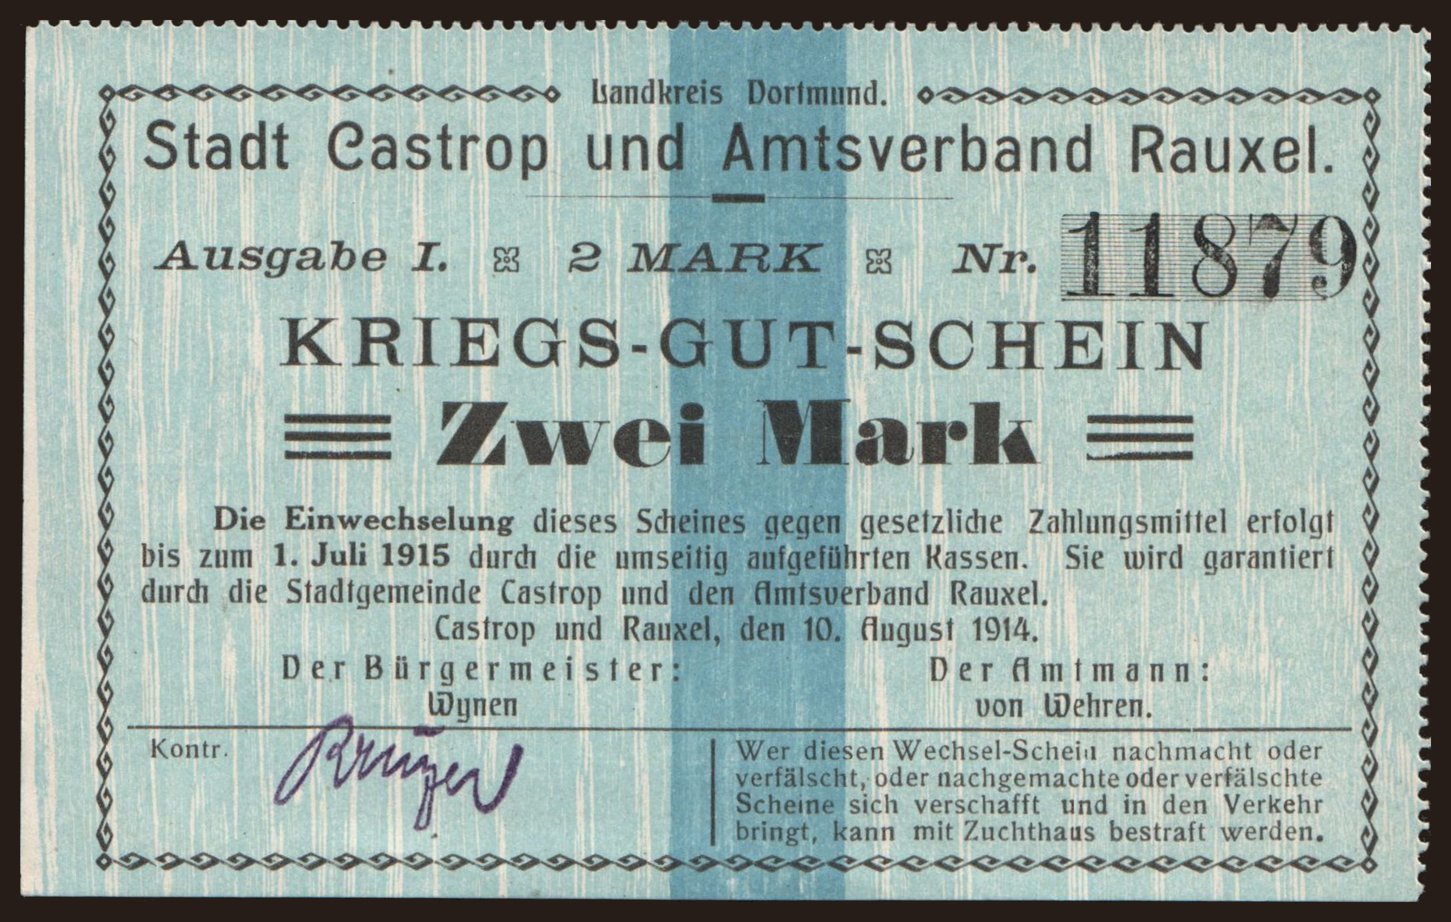 Landkreis Dortmund.
Stadt Castrop und Amtsverband Rauxel.
Ausgabe I. 2 MARK Nr. 11879
KRIEGS-GUT-SCHEIN
Zwei Mark
Die Einwechselung dieses Scheines gegen gesetzliche Zahlungsmittel erfolgt
bis zum 1. Juli 1915 durch die umseitig aufgeführten Kassen. Sie wird garantiert
durch die Stadtgemeinde Castrop und den Amtsverband Rauxel.
Castrop und Rauxel, den 10. August 1914.
Der Bürgermeister: Der Amtmann:
Wynen von Wehren.
Kontr.
Wer diesen Wechsel-Schein nachmacht oder
verfälscht, oder nachgemachte oder verfälschte
Scheine sich verschafft und in den Verkehr
bringt, kann mit Zuchthaus bestraft werden.